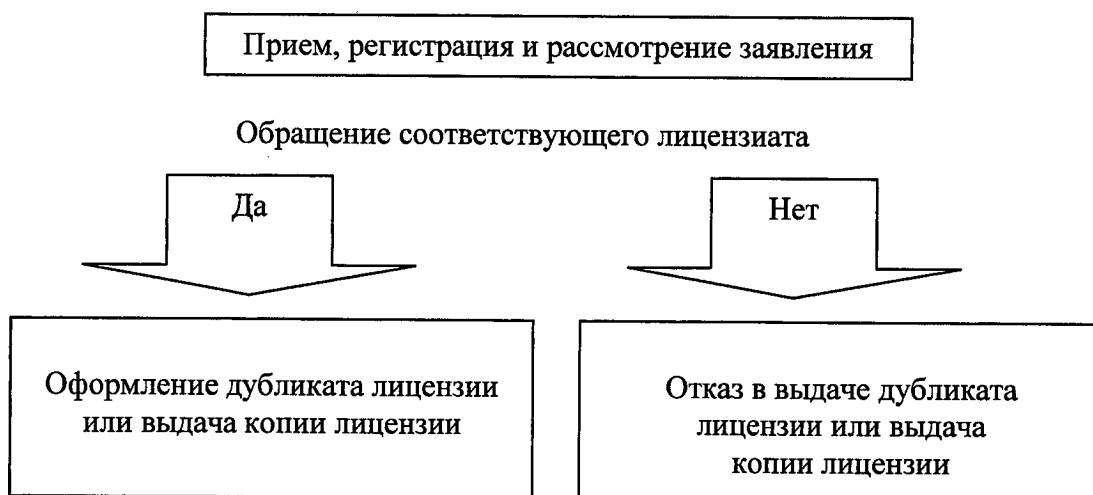 Прием, регистрация и рассмотрение заявления
Обращение соответствующего лицензиата
Да
Нет
Оформление дубликата лицензии
или выдача копии лицензии
Отказ в выдаче дубликата
лицензии или выдача
копии лицензии